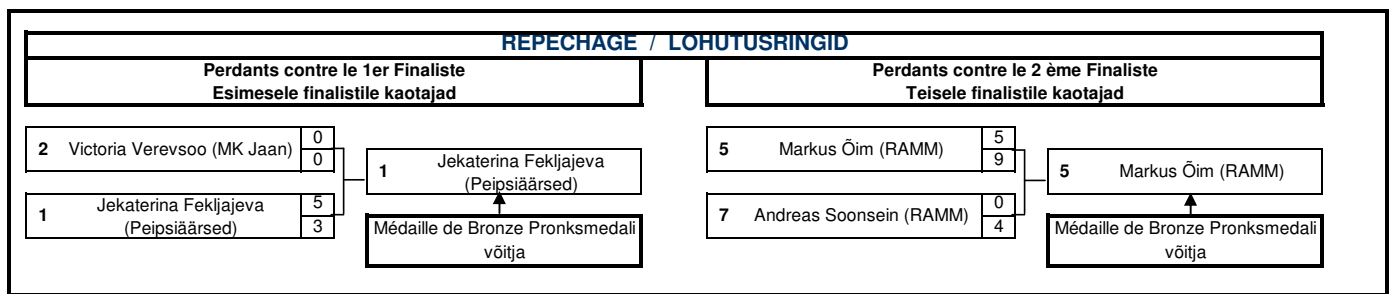 REPECHAGE / LOHUTUSRINGID
Perdants contre le 1er Finaliste
Esimesele finalistile kaotajad
Perdants contre le 2 ème Finaliste
Teisele finalistile kaotajad
2 Victoria Verevsoo (MK Jaan) 0
0
1 Jekaterina Fekljajeva
(Peipsiäärsed)
1 Jekaterina Fekljajeva 5
(Peipsiäärsed) 3
Médaille de Bronze Pronksmedali
võitja
5 Markus Õim (RAMM) 5
9
5 Markus Õim (RAMM)
7 Andreas Soonsein (RAMM) 0
4
Médaille de Bronze Pronksmedali
võitja